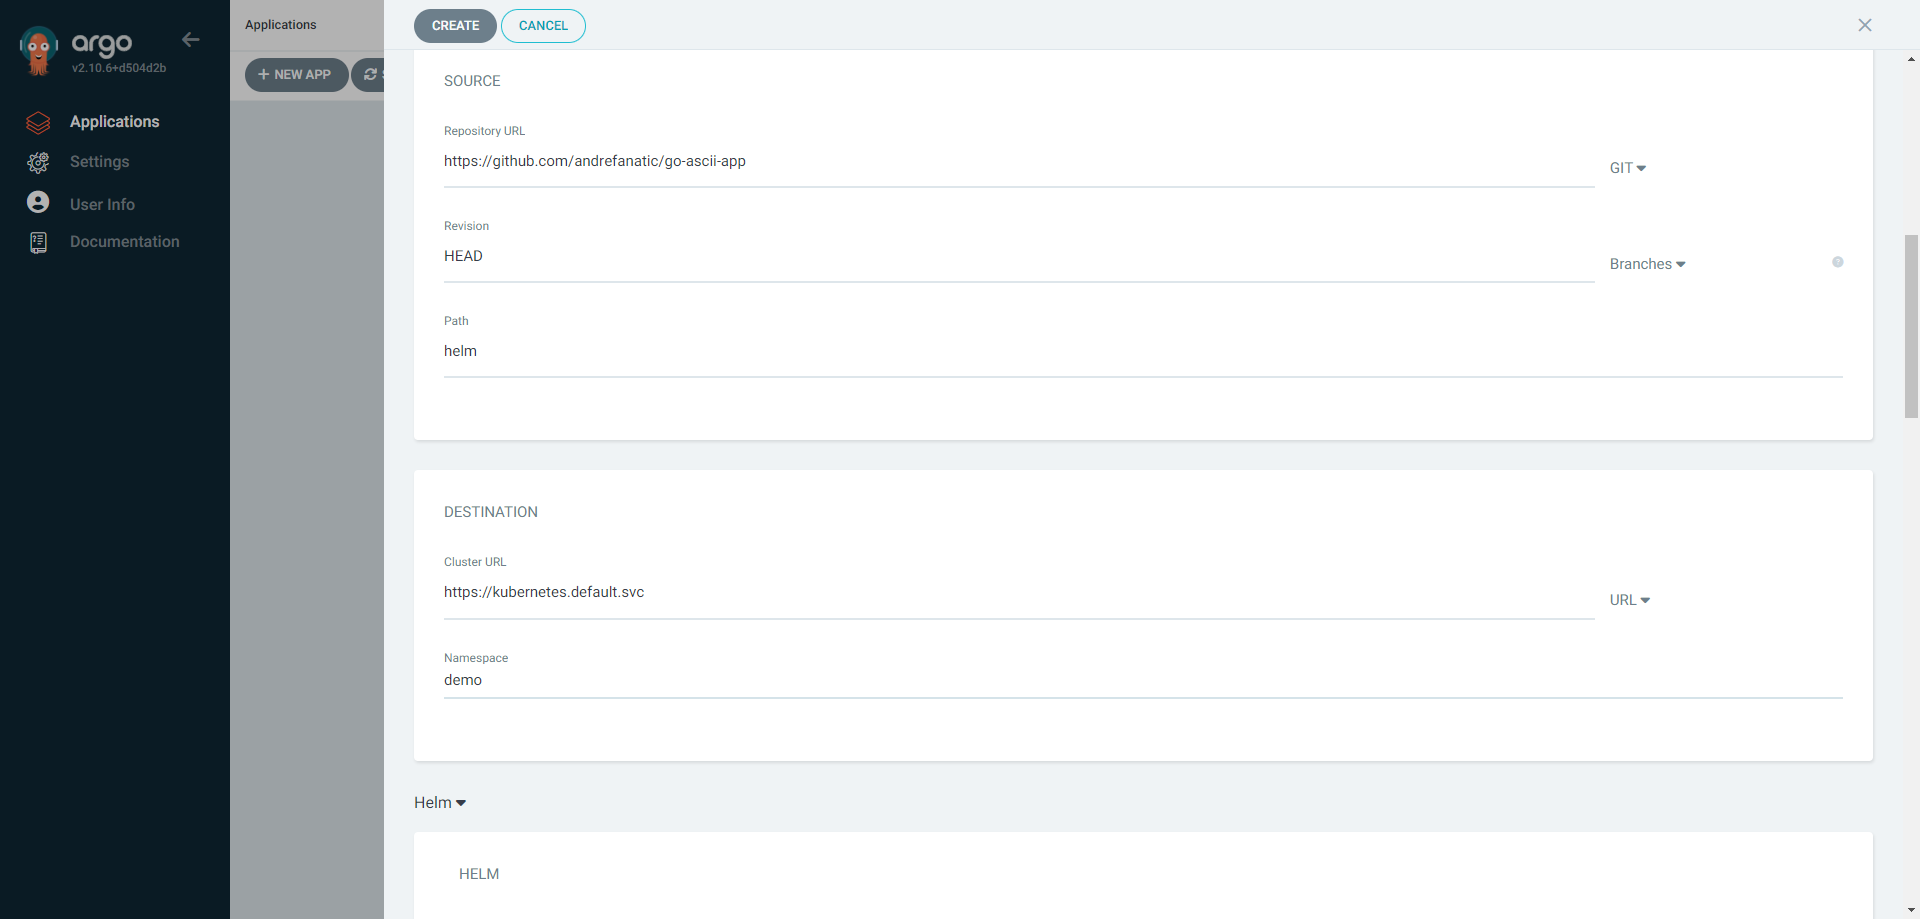 argo
v2.10.6+d504d2b
Applications
Settings
User Info
Documentation
Applications
NEW APP
CREATE
CANCEL
SOURCE
Repository URL
https://github.com/andrefanatic/go-ascii-app
GIT
Revision
HEAD
Branches
?
Path
helm
DESTINATION
Cluster URL
https://kubernetes.default.svc
URL
Namespace
demo
Helm
HELM